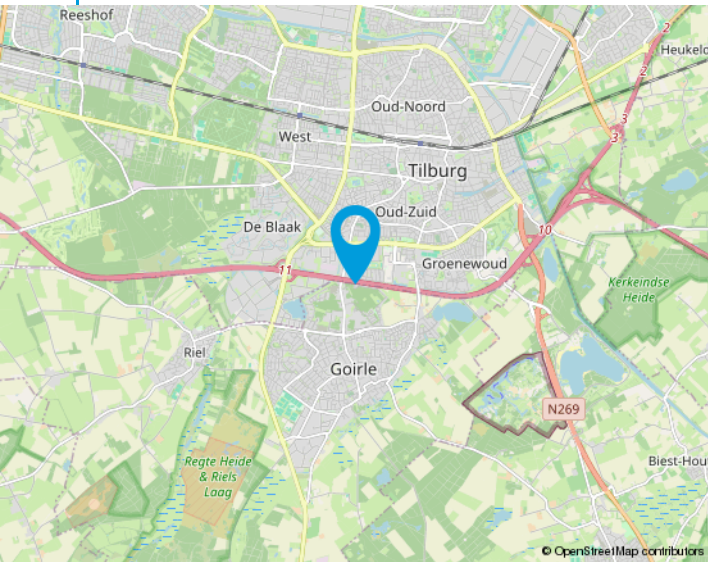 Reeshof
2
Heukelo
2
Oud-Noord
3
West
3
Tilburg
Oud-Zuid
De Blaak
10
Groenewoud
11
Kerkeindse
Heide
Riel
Goirle
N269
Regte Heide
& Riels
Laag
Biest-Hou
© OpenStreetMap contributors